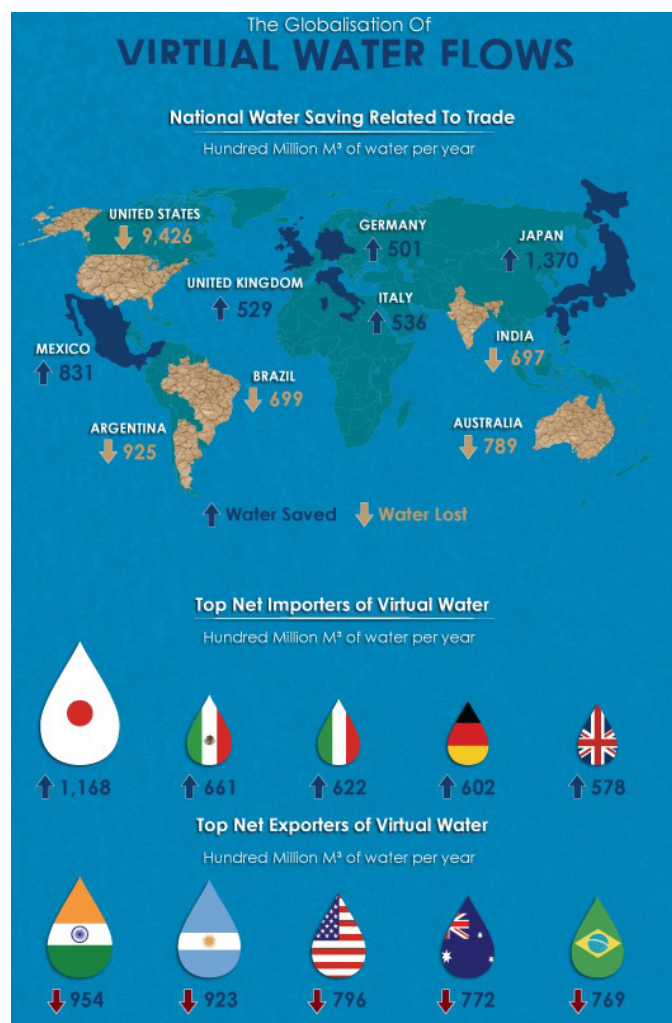 The Globalisation Of
VIRTUAL WATER FLOWS
National Water Saving Related To Trade
Hundred Million M³ of water per year
UNITED STATES
9,426
GERMANY
501
JAPAN
1,370
UNITED KINGDOM
529
ITALY
536
INDIA
697
MEXICO
831
BRAZIL
699
ARGENTINA
925
AUSTRALIA
789
Water Saved Water Lost
Top Net Importers of Virtual Water
Hundred Million M³ of water per year
1,168 661 622 602 578
Top Net Exporters of Virtual Water
Hundred Million M³ of water per year
954 923 796 772 769